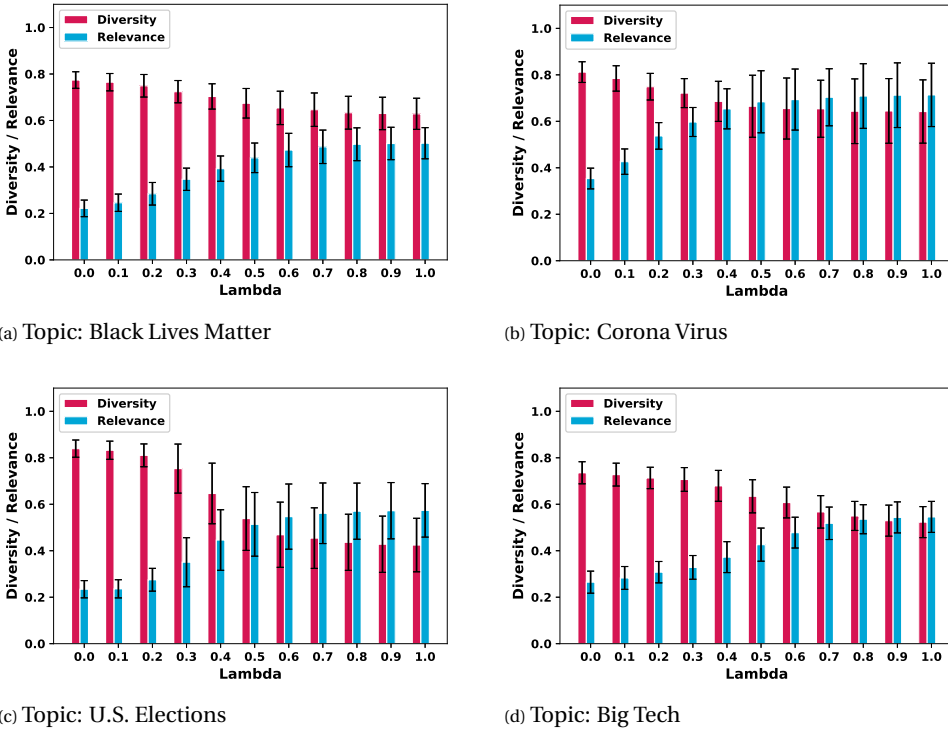 Diversity
Relevance
Diversity / Relevance
1.0
0.8
0.6
0.4
0.2
0.0
0.0 0.1 0.2 0.3 0.4 0.5 0.6 0.7 0.8 0.9 1.0
Lambda
(a) Topic: Black Lives Matter
Diversity
Relevance
Diversity / Relevance
1.0
0.8
0.6
0.4
0.2
0.0
0.0 0.1 0.2 0.3 0.4 0.5 0.6 0.7 0.8 0.9 1.0
Lambda
(b) Topic: Corona Virus
Diversity
Relevance
Diversity / Relevance
1.0
0.8
0.6
0.4
0.2
0.0
0.0 0.1 0.2 0.3 0.4 0.5 0.6 0.7 0.8 0.9 1.0
Lambda
(c) Topic: U.S. Elections
Diversity
Relevance
Diversity / Relevance
1.0
0.8
0.6
0.4
0.2
0.0
0.0 0.1 0.2 0.3 0.4 0.5 0.6 0.7 0.8 0.9 1.0
Lambda
(d) Topic: Big Tech